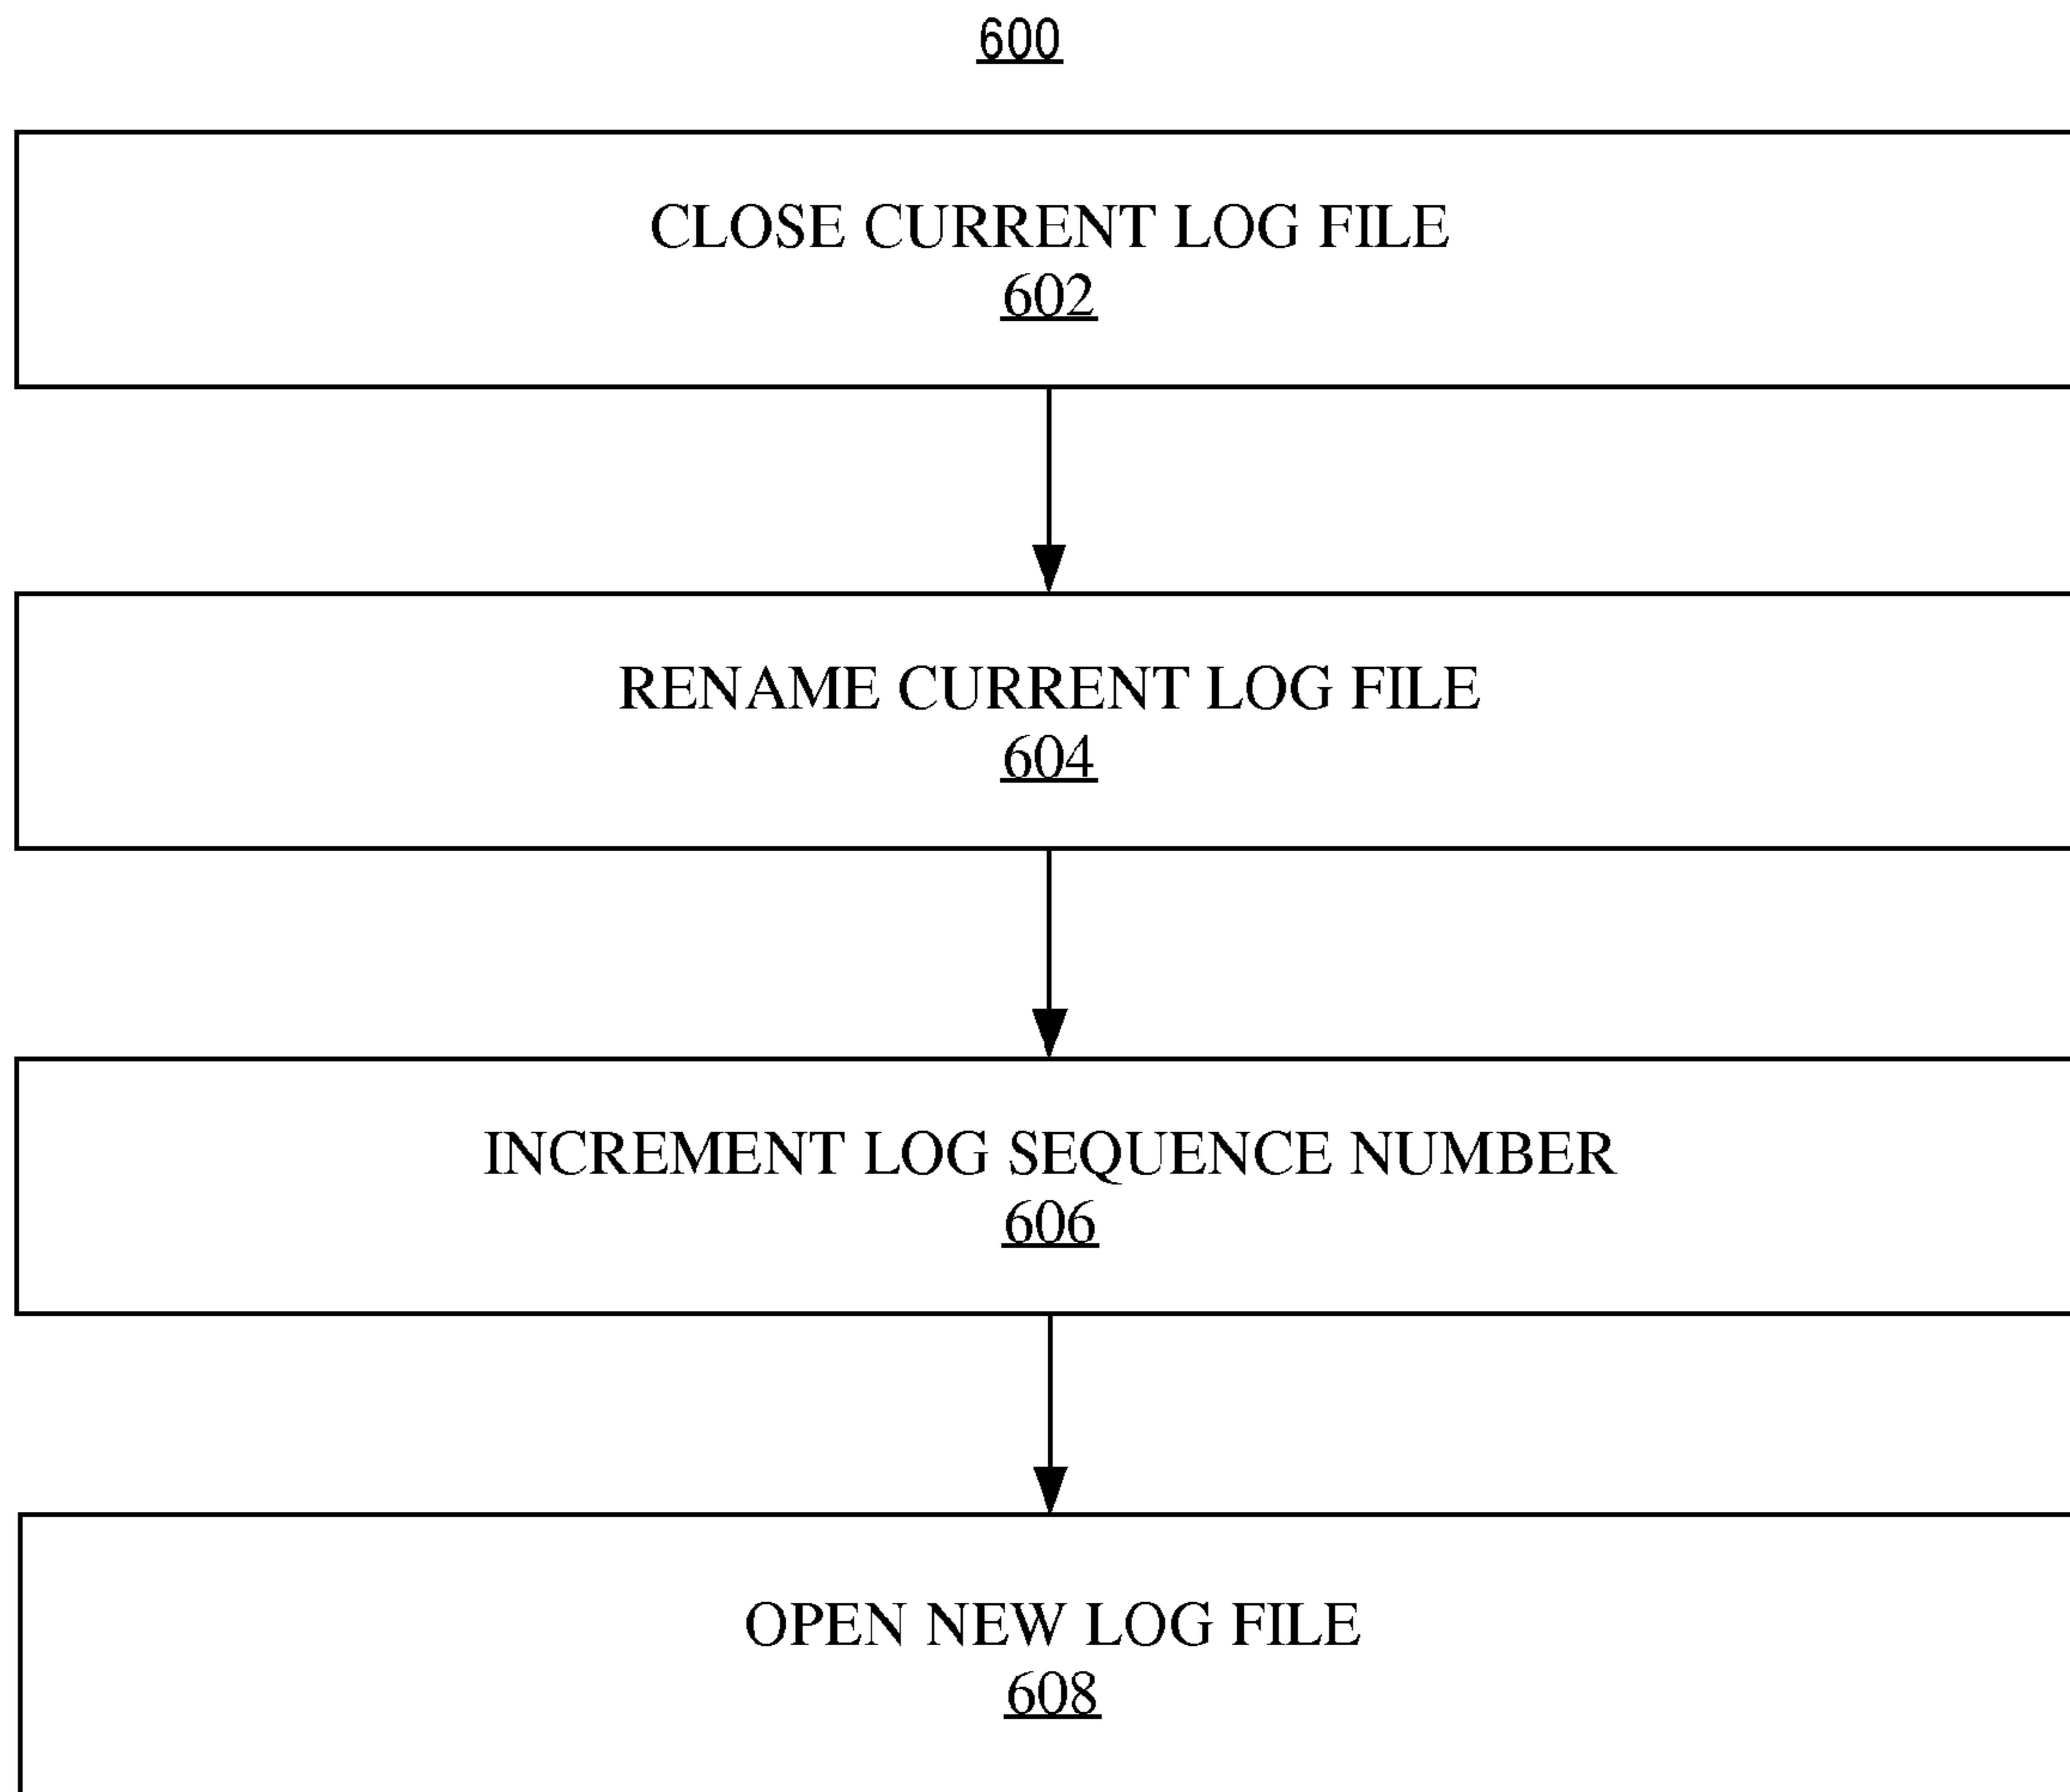 600
CLOSE CURRENT LOG FILE
602
RENAME CURRENT LOG FILE
604
INCREMENT LOG SEQUENCE NUMBER
606
OPEN NEW LOG FILE
608